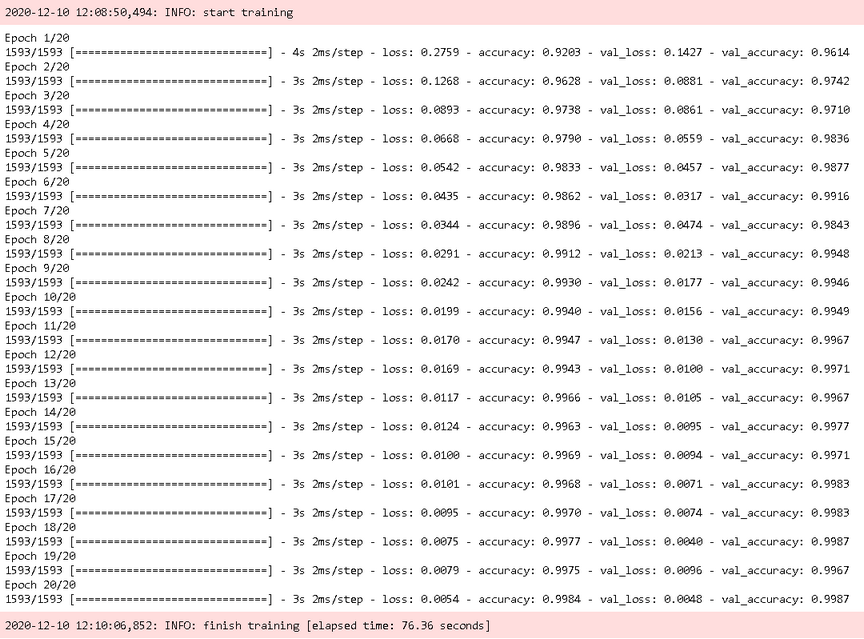 2020-12-10 12:08:50,494: INFO: start training
Epoch 1/20
1593/1593 [==============================] - 4s 2ms/step - loss: 0.2759 - accuracy: 0.9203 - val_loss: 0.1427 - val_accuracy: 0.9614
Epoch 2/20
1593/1593 [==============================] - 3s 2ms/step - loss: 0.1268 - accuracy: 0.9628 - val_loss: 0.0881 - val_accuracy: 0.9742
Epoch 3/20
1593/1593 [==============================] - 3s 2ms/step - loss: 0.0893 - accuracy: 0.9738 - val_loss: 0.0861 - val_accuracy: 0.9710
Epoch 4/20
1593/1593 [==============================] - 3s 2ms/step - loss: 0.0668 - accuracy: 0.9790 - val_loss: 0.0559 - val_accuracy: 0.9836
Epoch 5/20
1593/1593 [==============================] - 3s 2ms/step - loss: 0.0542 - accuracy: 0.9833 - val_loss: 0.0457 - val_accuracy: 0.9877
Epoch 6/20
1593/1593 [==============================] - 3s 2ms/step - loss: 0.0435 - accuracy: 0.9862 - val_loss: 0.0317 - val_accuracy: 0.9916
Epoch 7/20
1593/1593 [==============================] - 3s 2ms/step - loss: 0.0344 - accuracy: 0.9896 - val_loss: 0.0474 - val_accuracy: 0.9843
Epoch 8/20
1593/1593 [==============================] - 3s 2ms/step - loss: 0.0291 - accuracy: 0.9912 - val_loss: 0.0213 - val_accuracy: 0.9948
Epoch 9/20
1593/1593 [==============================] - 3s 2ms/step - loss: 0.0242 - accuracy: 0.9930 - val_loss: 0.0177 - val_accuracy: 0.9946
Epoch 10/20
1593/1593 [==============================] - 3s 2ms/step - loss: 0.0199 - accuracy: 0.9940 - val_loss: 0.0156 - val_accuracy: 0.9949
Epoch 11/20
1593/1593 [==============================] - 3s 2ms/step - loss: 0.0170 - accuracy: 0.9947 - val_loss: 0.0130 - val_accuracy: 0.9967
Epoch 12/20
1593/1593 [==============================] - 3s 2ms/step - loss: 0.0169 - accuracy: 0.9943 - val_loss: 0.0100 - val_accuracy: 0.9971
Epoch 13/20
1593/1593 [==============================] - 3s 2ms/step - loss: 0.0117 - accuracy: 0.9966 - val_loss: 0.0105 - val_accuracy: 0.9967
Epoch 14/20
1593/1593 [==============================] - 3s 2ms/step - loss: 0.0124 - accuracy: 0.9963 - val_loss: 0.0095 - val_accuracy: 0.9977
Epoch 15/20
1593/1593 [==============================] - 3s 2ms/step - loss: 0.0100 - accuracy: 0.9969 - val_loss: 0.0094 - val_accuracy: 0.9971
Epoch 16/20
1593/1593 [==============================] - 3s 2ms/step - loss: 0.0101 - accuracy: 0.9968 - val_loss: 0.0071 - val_accuracy: 0.9983
Epoch 17/20
1593/1593 [==============================] - 3s 2ms/step - loss: 0.0095 - accuracy: 0.9970 - val_loss: 0.0074 - val_accuracy: 0.9983
Epoch 18/20
1593/1593 [==============================] - 3s 2ms/step - loss: 0.0075 - accuracy: 0.9977 - val_loss: 0.0040 - val_accuracy: 0.9987
Epoch 19/20
1593/1593 [==============================] - 3s 2ms/step - loss: 0.0079 - accuracy: 0.9975 - val_loss: 0.0096 - val_accuracy: 0.9967
Epoch 20/20
1593/1593 [==============================] - 3s 2ms/step - loss: 0.0054 - accuracy: 0.9984 - val_loss: 0.0048 - val_accuracy: 0.9987
2020-12-10 12:10:06,852: INFO: finish training [elapsed time: 76.36 seconds]